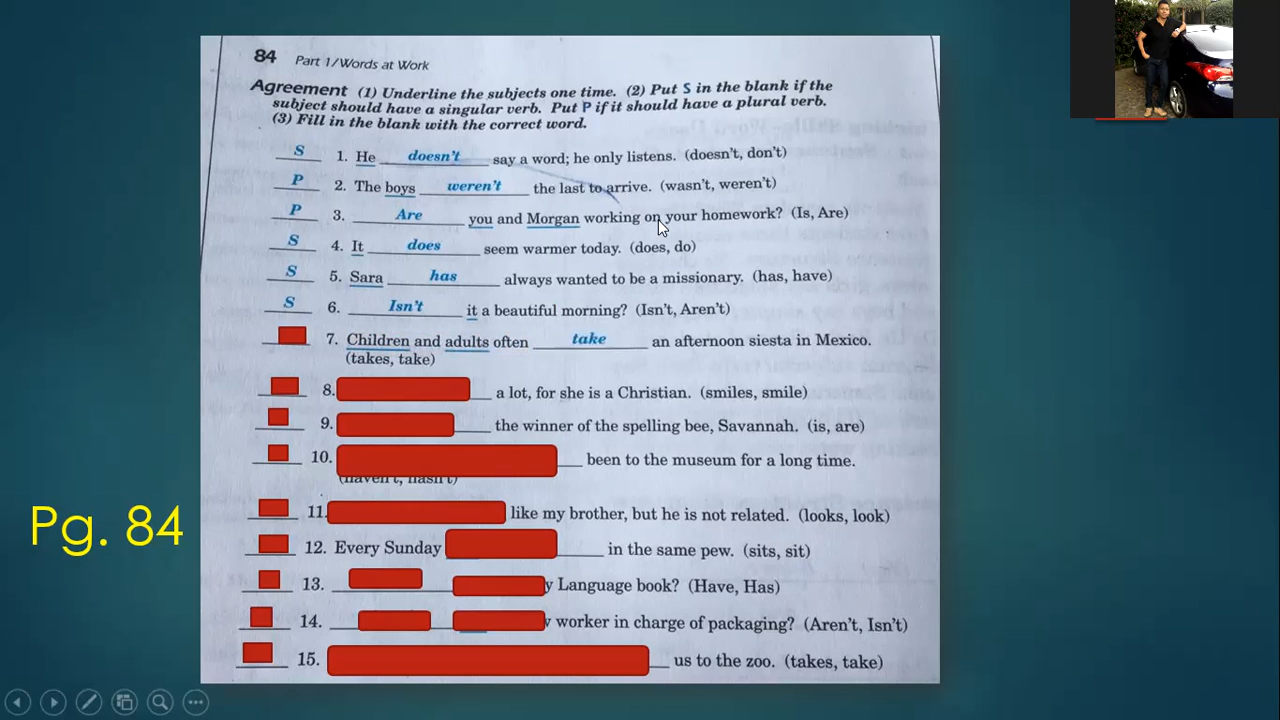 84 Part 1/Words at Work
Agreement (1) Underline the subjects one time. (2) Put S in the blank if the
subject should have a singular verb. Put P if it should have a plural verb.
(3) Fill in the blank with the correct word.
S 1. He doesn't say a word; he only listens. (doesn't, don't)
P 2. The boys weren't the last to arrive. (wasn't, weren't)
P 3. Are you and Morgan working on your homework? (Is, Are)
S 4. It does seem warmer today. (does, do)
S 5. Sara has always wanted to be a missionary. (has, have)
S 6. Isn't it a beautiful morning? (Isn't, Aren't)
7. Children and adults often take an afternoon siesta in Mexico.
(takes, take)
8. a lot, for she is a Christian. (smiles, smile)
9. the winner of the spelling bee, Savannah. (is, are)
10. been to the museum for a long time.
(haven't, hasn't)
11. like my brother, but he is not related. (looks, look)
Pg. 84
12. Every Sunday in the same pew. (sits, sit)
13. y Language book? (Have, Has)
14. worker in charge of packaging? (Aren't, Isn't)
15. us to the zoo. (takes, take)